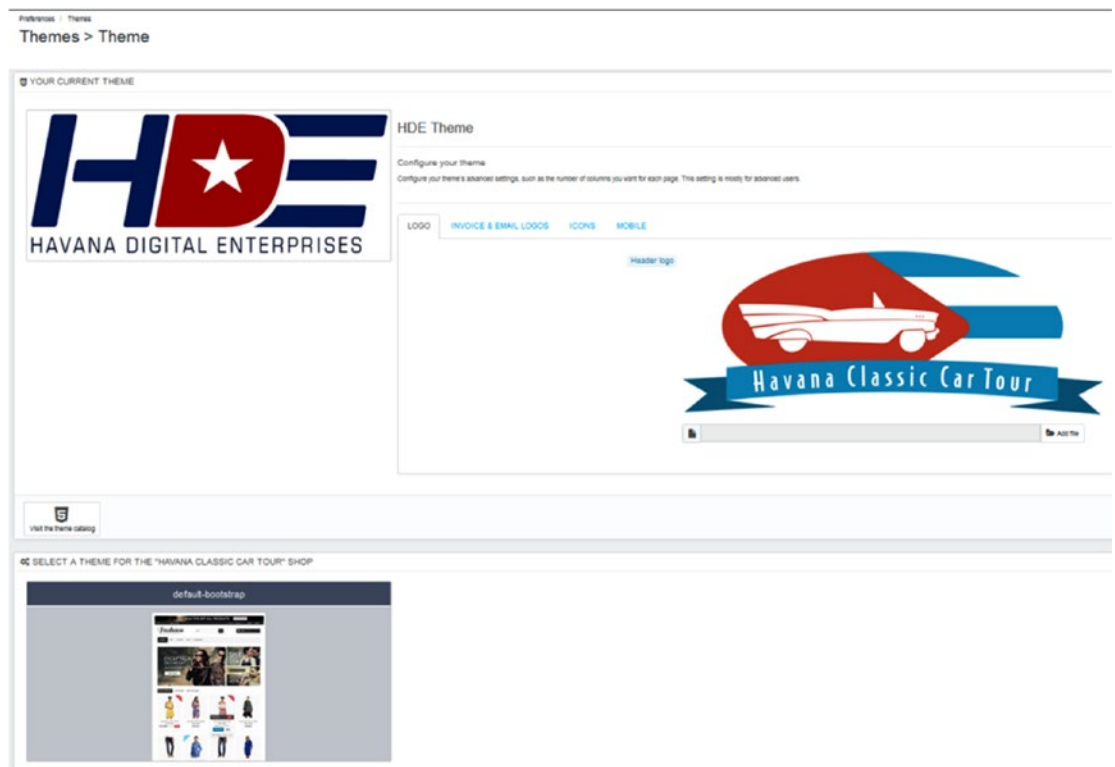 Preferences / Themes
Themes > Theme
YOUR CURRENT THEME
HDE
HAVANA DIGITAL ENTERPRISES
HDE Theme
Configure your theme
Configure your theme's advanced settings, such as the number of columns you want for each page. This setting is mostly for advanced users.
LOGO INVOICE & EMAIL LOGOS ICONS MOBILE
Header logo
Havana Classic Car Tour
Add file
Visit the theme catalog
SELECT A THEME FOR THE "HAVANA CLASSIC CAR TOUR" SHOP
default-bootstrap